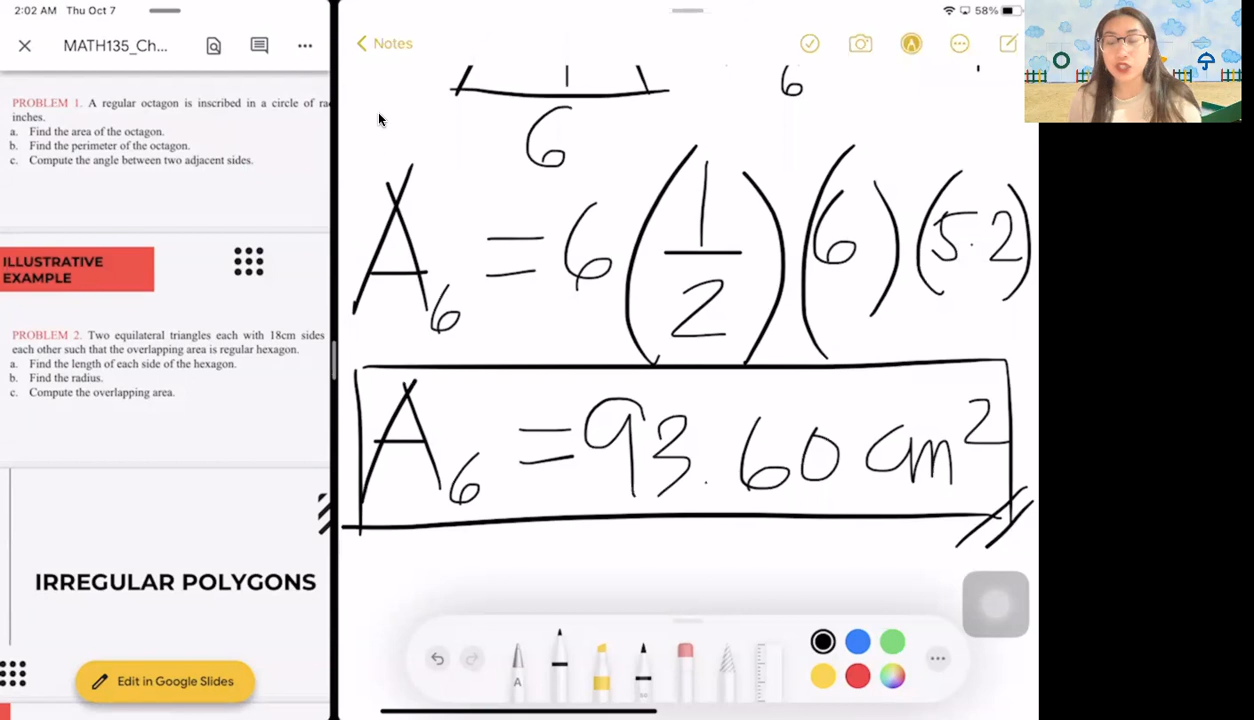 2:02 AM Thu Oct 7
MATH135_Ch...
PROBLEM 1. A regular octagon is inscribed in a circle of ra
inches.
a. Find the area of the octagon.
b. Find the perimeter of the octagon.
c. Compute the angle between two adjacent sides.
ILLUSTRATIVE
EXAMPLE
PROBLEM 2. Two equilateral triangles each with 18cm sides
each other such that the overlapping area is regular hexagon.
a. Find the length of each side of the hexagon.
b. Find the radius.
c. Compute the overlapping area.
IRREGULAR POLYGONS
Edit in Google Slides
58%
Notes
6
6
A6 = 6 (1/2) (6) (5.2)
A6 = 93.60 cm²
A